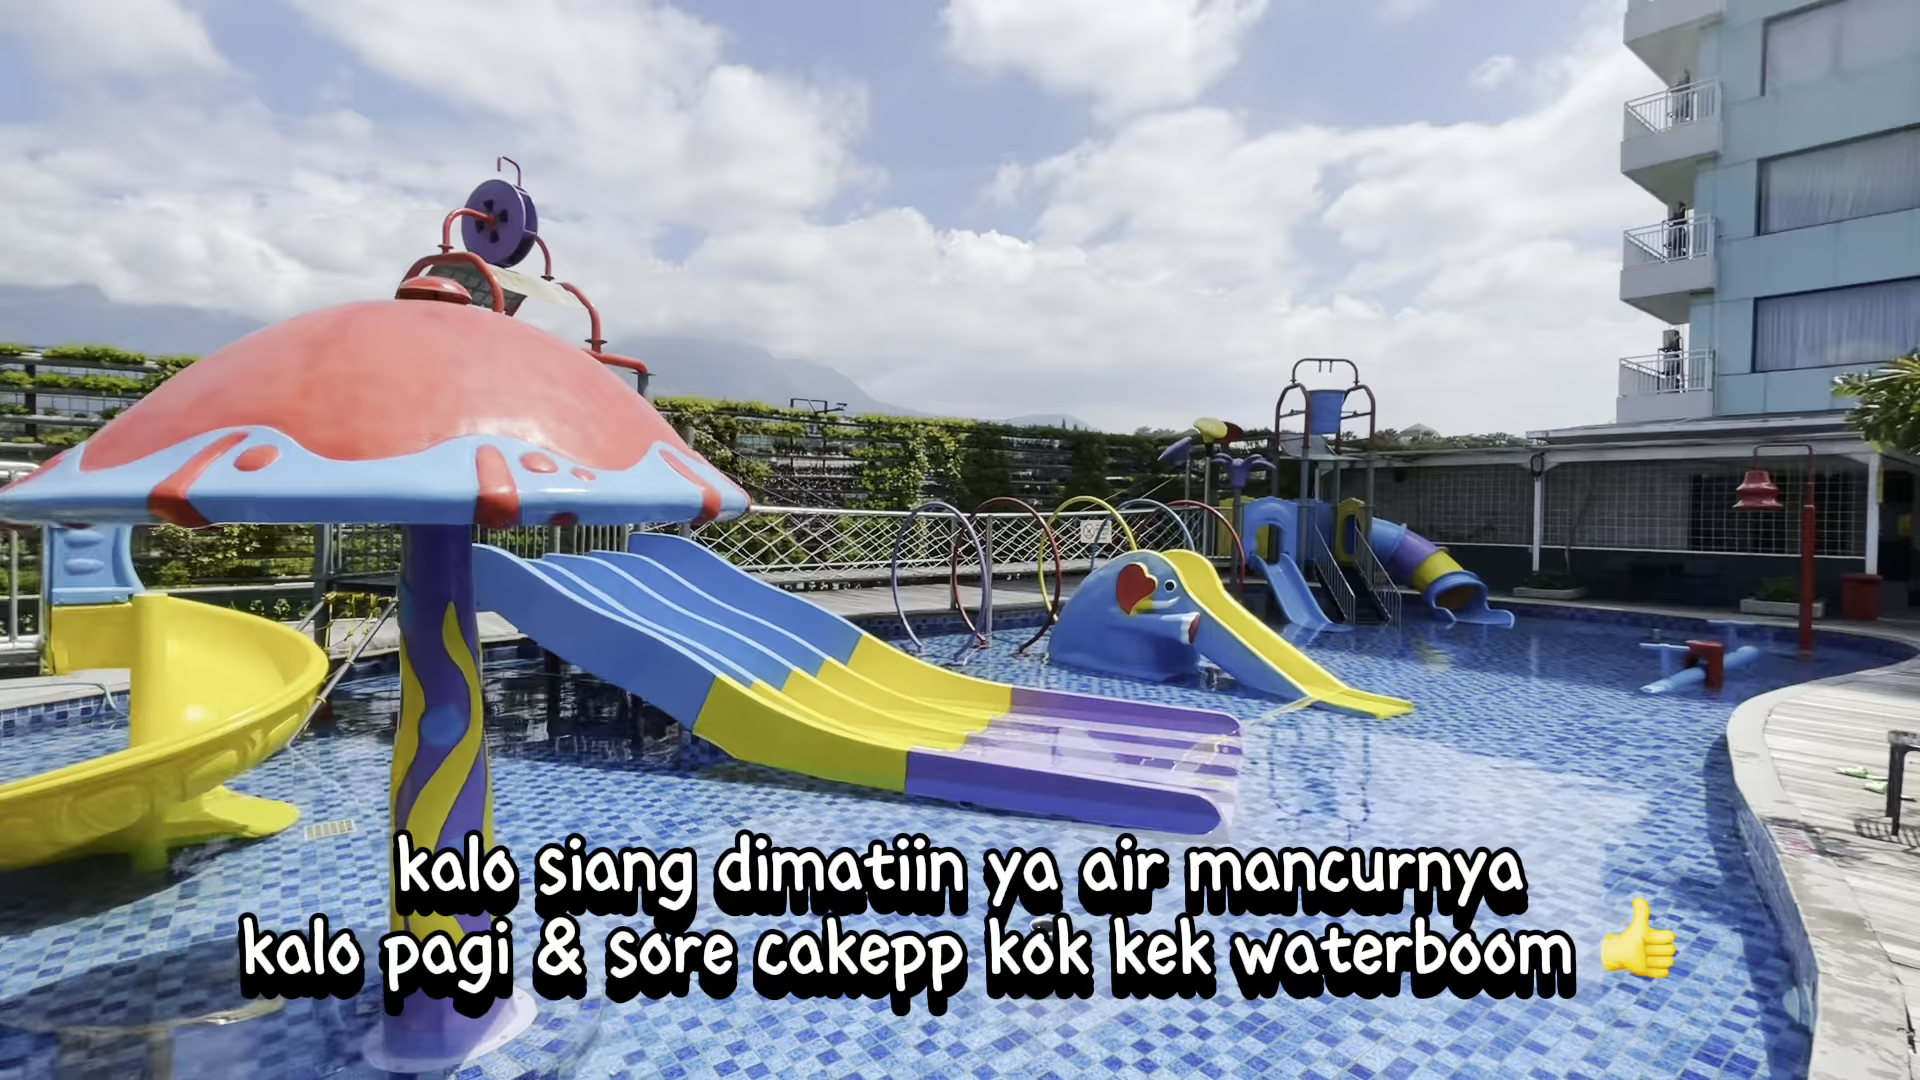 kalo siang dimatiin ya air mancurnya
kalo pagi & sore cakepp kok kek waterboom 👍